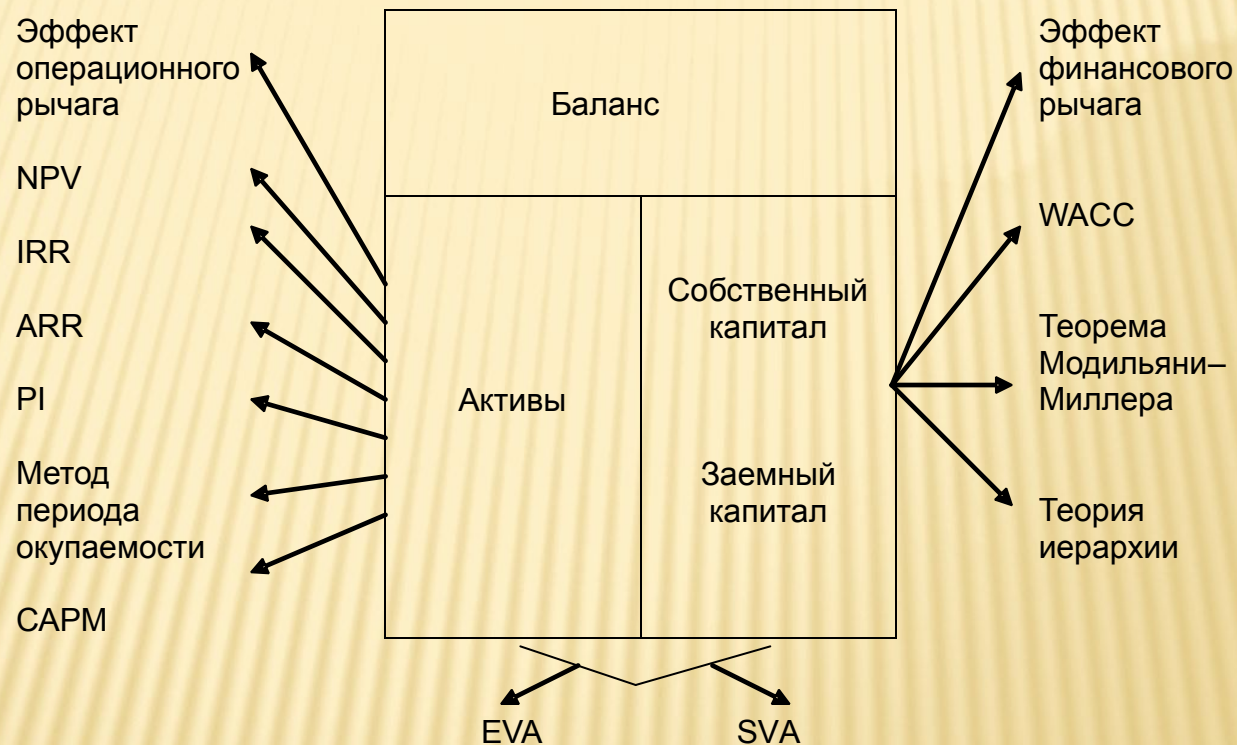 Эффект
операционного
рычага
NPV
IRR
ARR
PI
Метод
периода
окупаемости
CAPM
Баланс
Активы
Собственный
капитал
Заемный
капитал
Эффект
финансового
рычага
WACC
Теорема
Модильяни–
Миллера
Теория
иерархии
EVA
SVA